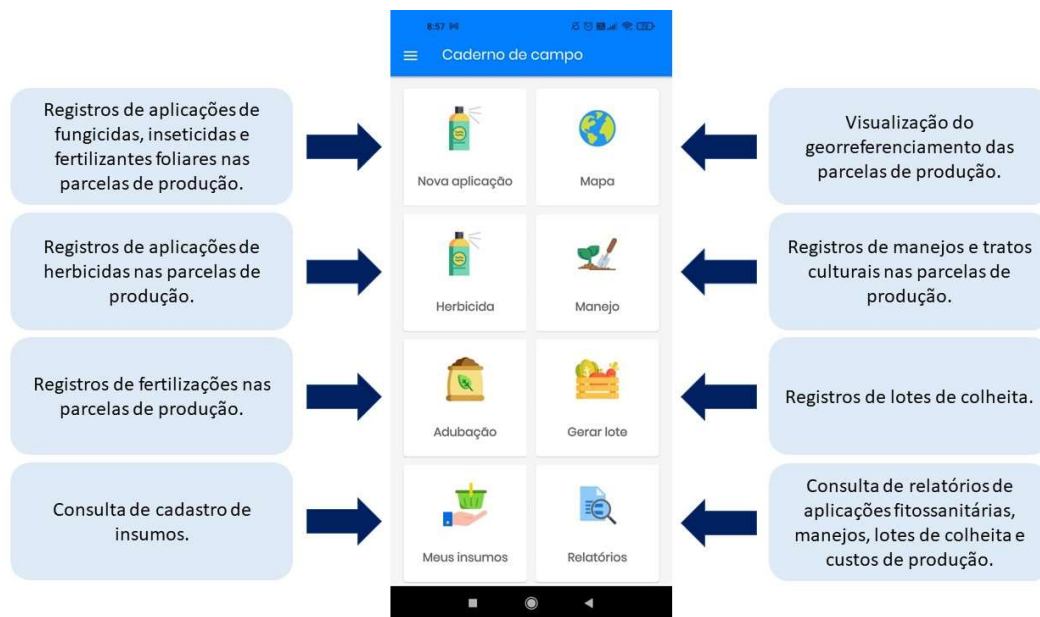 8:57
Caderno de campo
Registros de aplicações de
fungicidas, inseticidas e
fertilizantes foliares nas
parcelas de produção.
Nova aplicação
Mapa
Visualização do
georreferenciamento das
parcelas de produção.
Registros de aplicações de
herbicidas nas parcelas de
produção.
Herbicida
Manejo
Registros de manejos e tratos
culturais nas parcelas de
produção.
Registros de fertilizações nas
parcelas de produção.
Adubação
Gerar lote
Registros de lotes de colheita.
Consulta de cadastro de
insumos.
Meus insumos
Relatórios
Consulta de relatórios de
aplicações fitossanitárias,
manejos, lotes de colheita e
custos de produção.